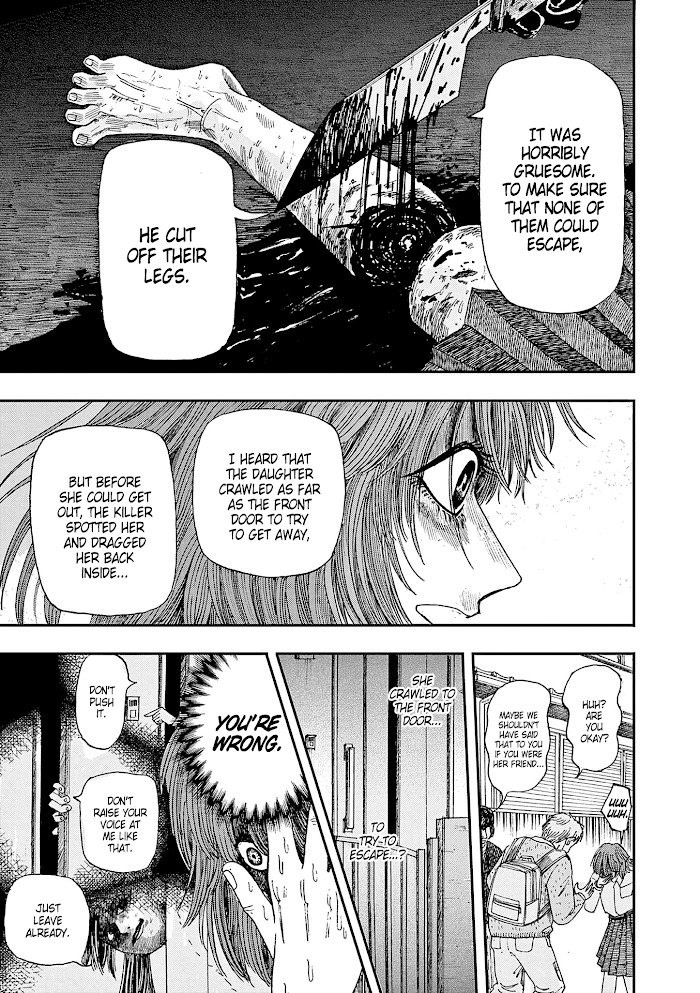 IT WAS
HORRIBLY
GRUESOME.
TO MAKE SURE
THAT NONE OF
THEM COULD
ESCAPE,
HE CUT
OFF THEIR
LEGS.
I HEARD THAT
THE DAUGHTER
CRAWLED AS FAR
AS THE FRONT
DOOR TO TRY
TO GET AWAY,
BUT BEFORE
SHE COULD GET
OUT, THE KILLER
SPOTTED HER
AND DRAGGED
HER BACK
INSIDE...
HUH?
ARE
YOU
OKAY?
MAYBE WE
SHOULDN'T
HAVE SAID
THAT TO YOU
IF YOU WERE
HER FRIEND...
UUU
UUH.
SHE
CRAWLED TO
THE FRONT
DOOR...
TO
TRY TO
ESCAPE...?
YOU'RE
WRONG.
DON'T
PUSH
IT.
DON'T
RAISE YOUR
VOICE AT
ME LIKE
THAT.
JUST
LEAVE
ALREADY.